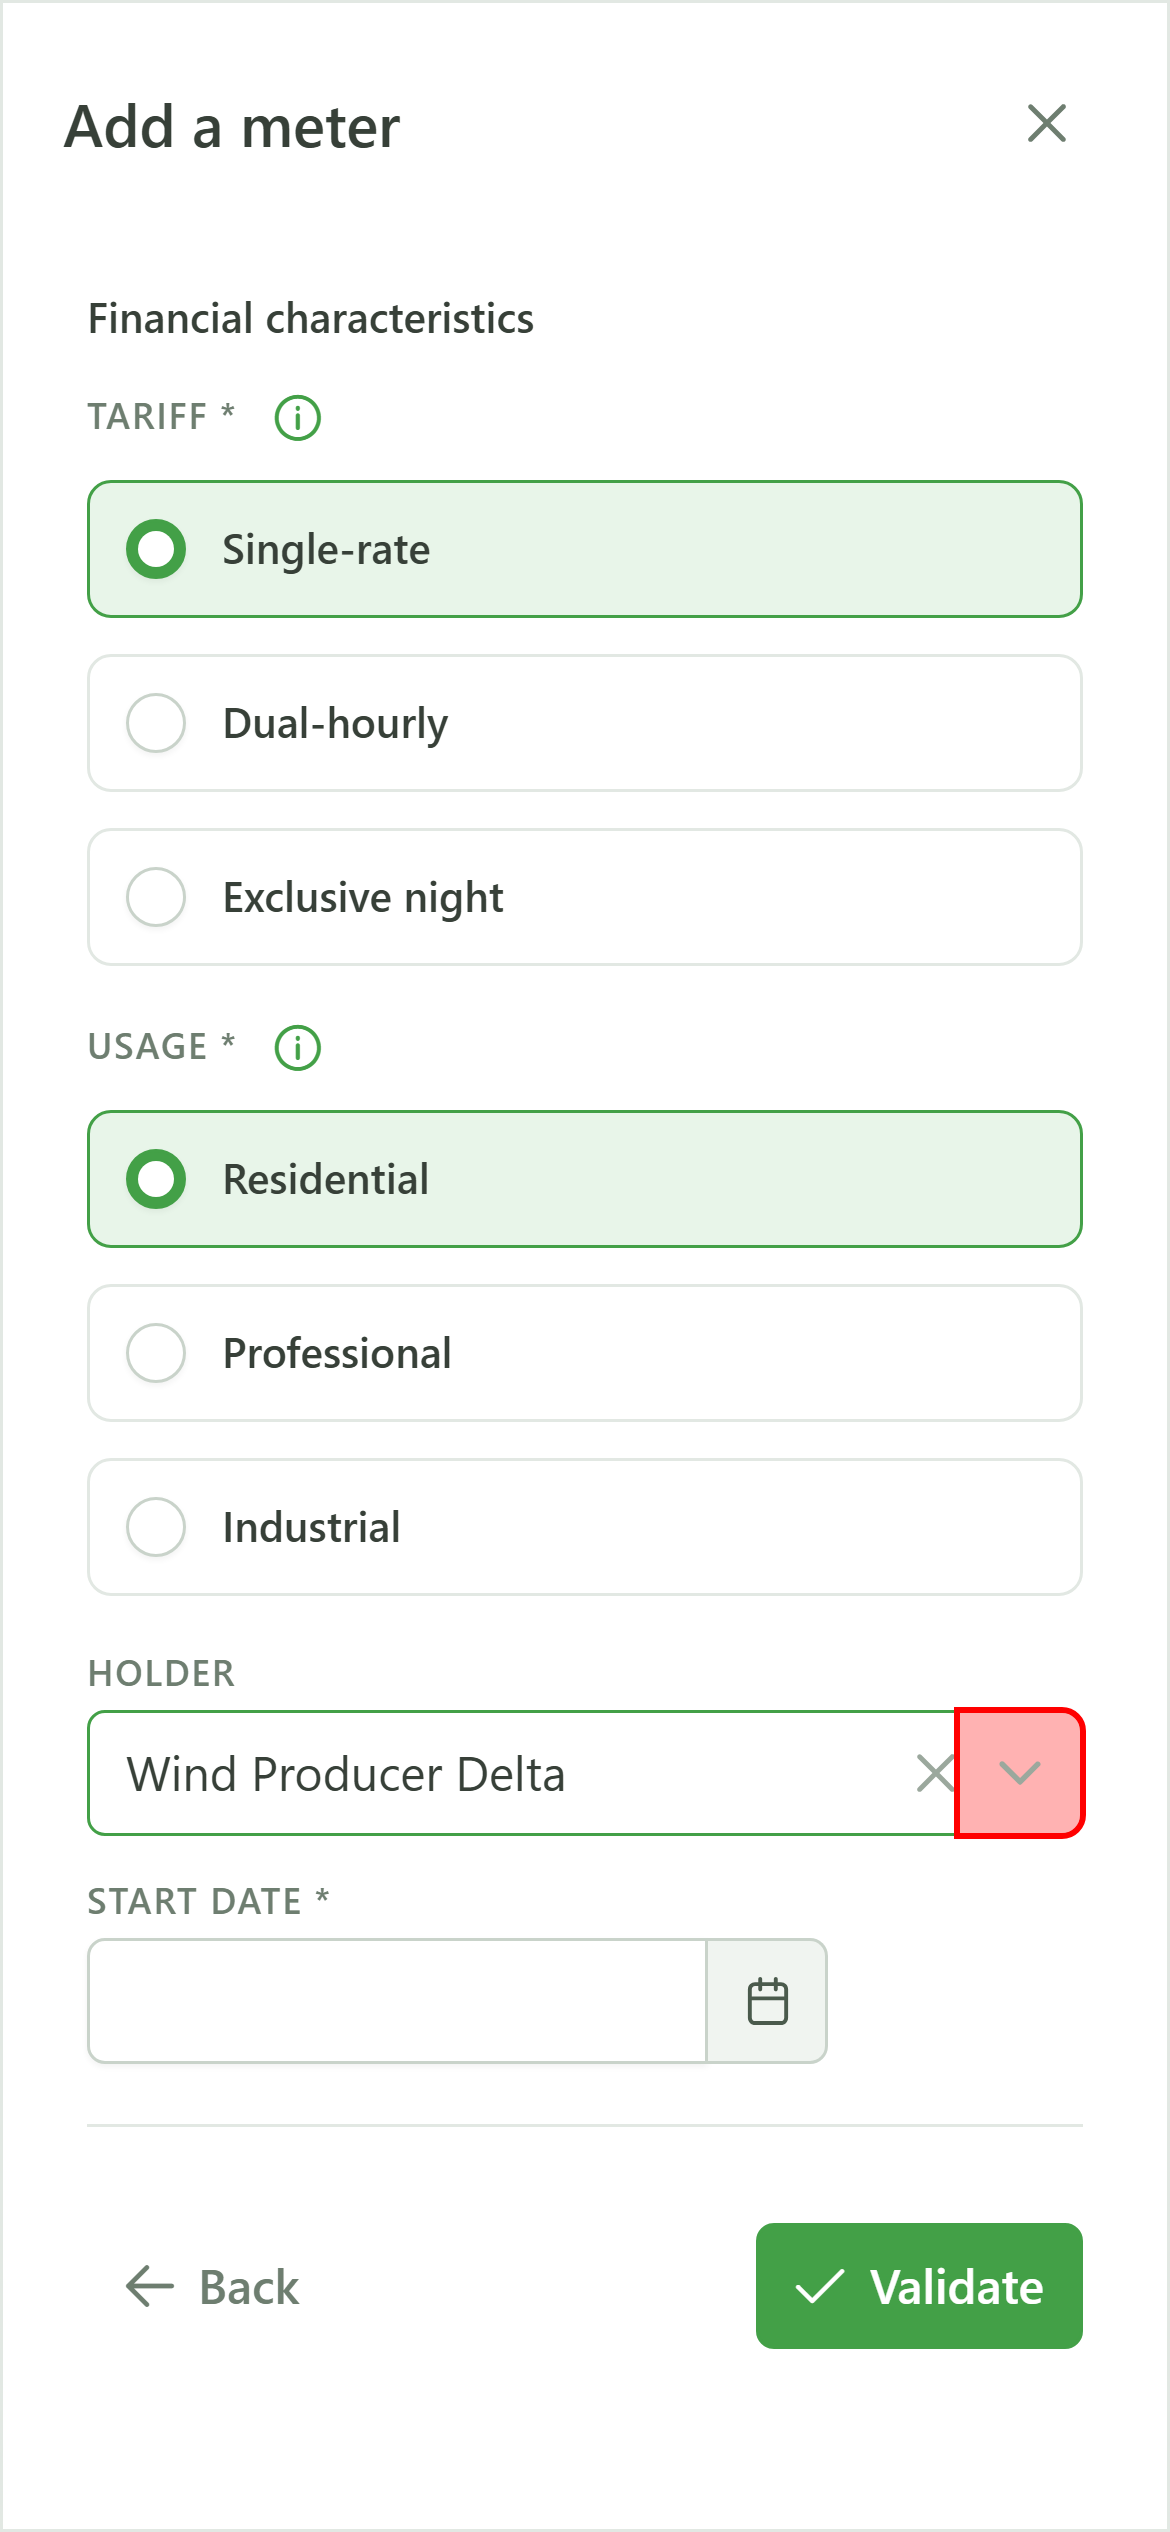 Add a meter
Financial characteristics
TARIFF *
Single-rate
Dual-hourly
Exclusive night
USAGE *
Residential
Professional
Industrial
HOLDER
Wind Producer Delta
START DATE *
Back
Validate